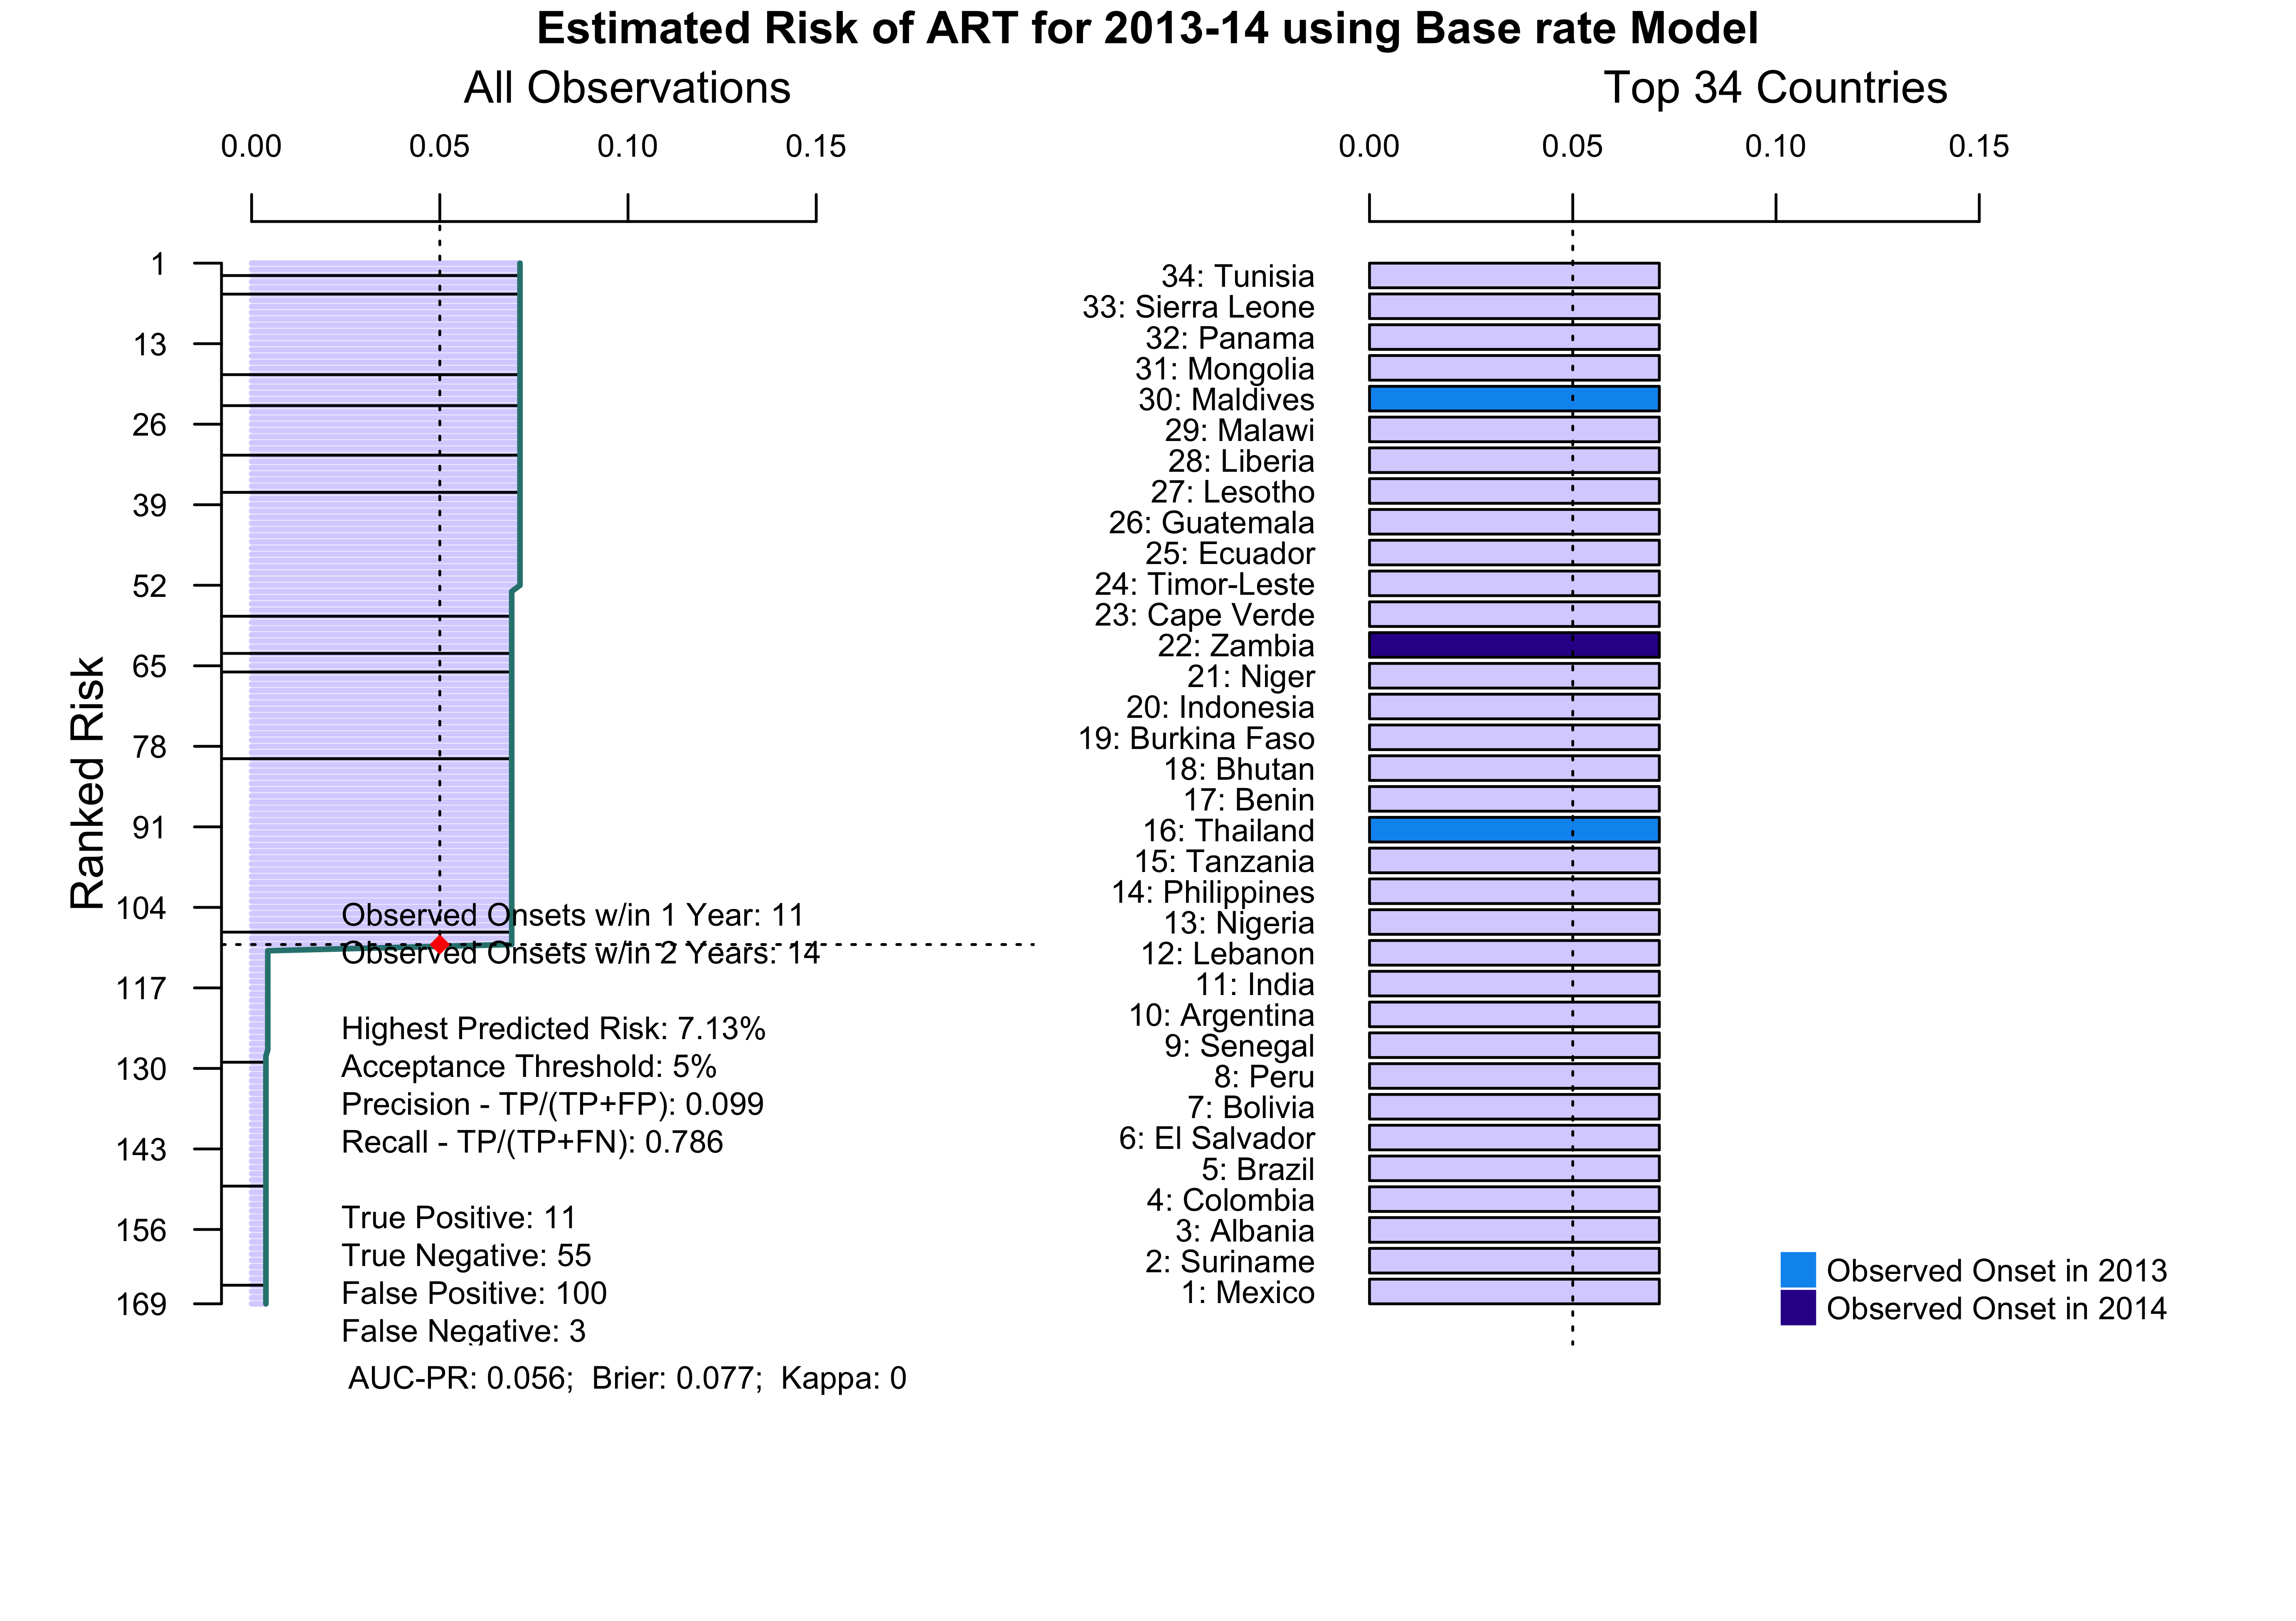 Estimated Risk of ART for 2013-14 using Base rate Model
All Observations
0.00 0.05 0.10 0.15
Ranked Risk
1
13
26
39
52
65
78
91
104
117
130
143
156
169
Observed Onsets w/in 1 Year: 11
Observed Onsets w/in 2 Years: 14
Highest Predicted Risk: 7.13%
Acceptance Threshold: 5%
Precision - TP/(TP+FP): 0.099
Recall - TP/(TP+FN): 0.786
True Positive: 11
True Negative: 55
False Positive: 100
False Negative: 3
AUC-PR: 0.056; Brier: 0.077; Kappa: 0
Top 34 Countries
0.00 0.05 0.10 0.15
34: Tunisia
33: Sierra Leone
32: Panama
31: Mongolia
30: Maldives
29: Malawi
28: Liberia
27: Lesotho
26: Guatemala
25: Ecuador
24: Timor-Leste
23: Cape Verde
22: Zambia
21: Niger
20: Indonesia
19: Burkina Faso
18: Bhutan
17: Benin
16: Thailand
15: Tanzania
14: Philippines
13: Nigeria
12: Lebanon
11: India
10: Argentina
9: Senegal
8: Peru
7: Bolivia
6: El Salvador
5: Brazil
4: Colombia
3: Albania
2: Suriname
1: Mexico
Observed Onset in 2013
Observed Onset in 2014